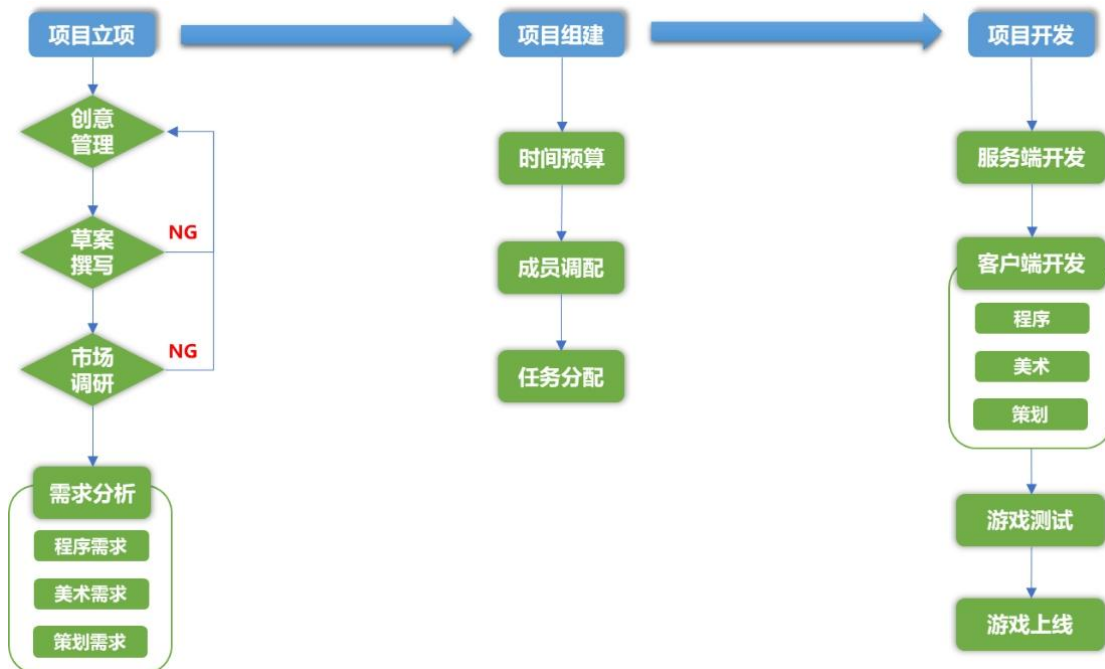 项目立项
项目组建
项目开发
创意
管理
草案
撰写
NG
市场
调研
NG
需求分析
程序需求
美术需求
策划需求
时间预算
成员调配
任务分配
服务端开发
客户端开发
程序
美术
策划
游戏测试
游戏上线